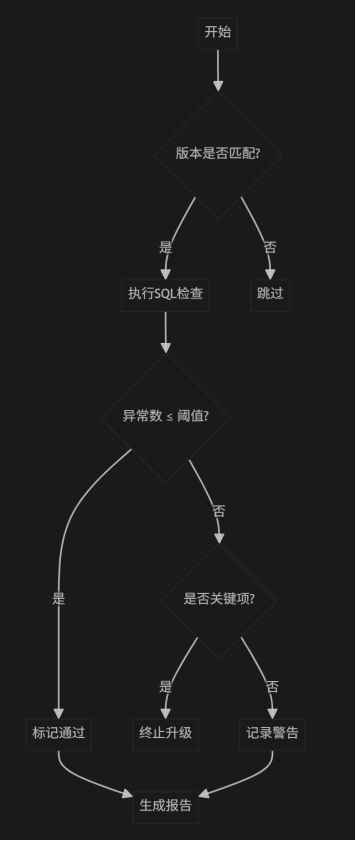 开始
版本是否匹配?
是
否
执行SQL检查
跳过
异常数 ≤ 阈值?
否
是
是否关键项?
是
否
标记通过
终止升级
记录警告
生成报告